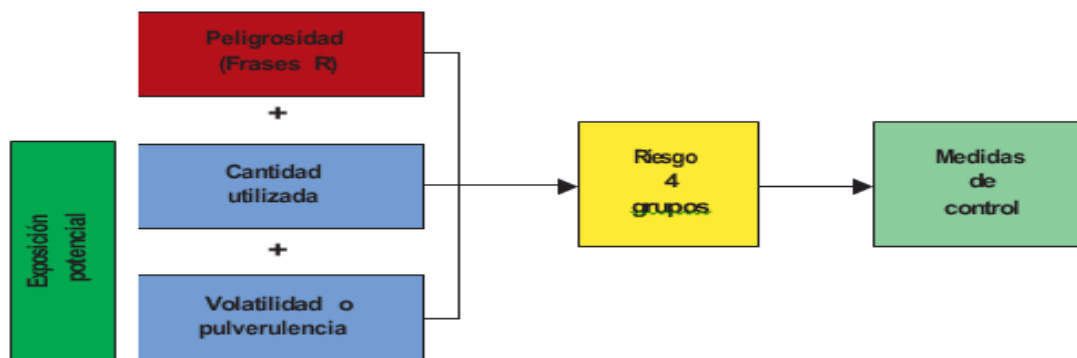 Peligrosidad
(Frases R)
+
Exposición
potencial
Cantidad
utilizada
+
Volatilidad o
pulverulencia
Riesgo
4
grupos
Medidas
de
control